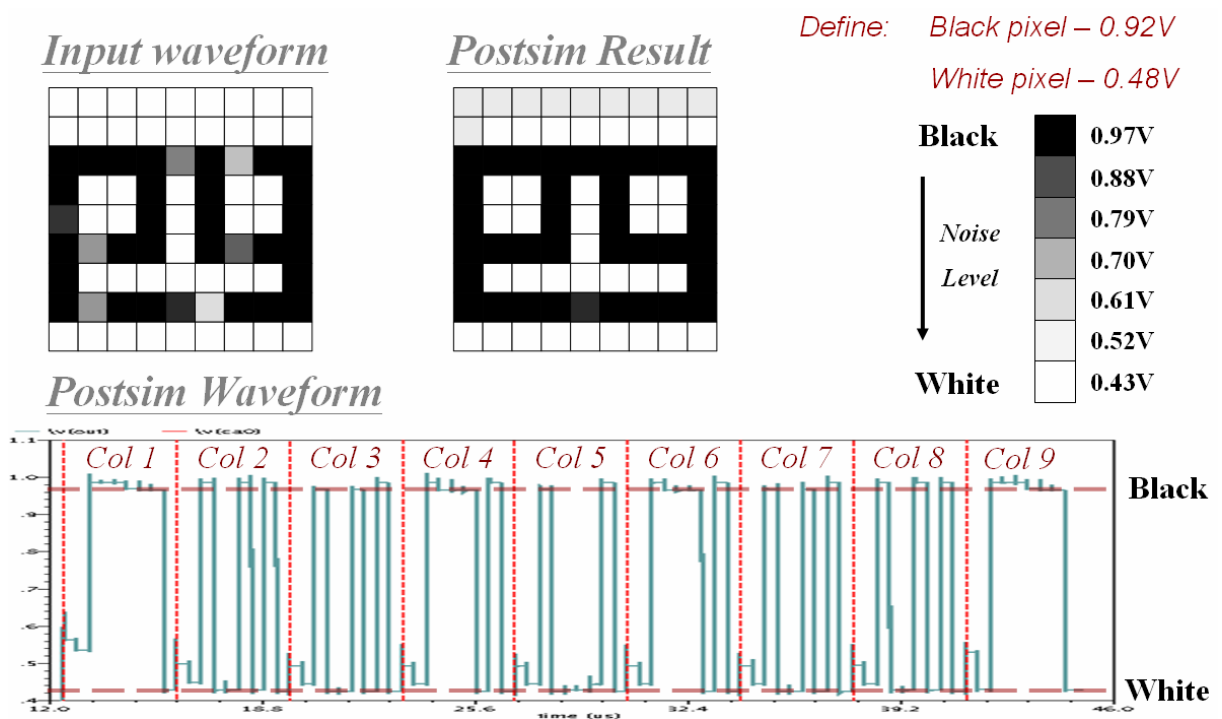 Input waveform
Postsim Result
Define: Black pixel – 0.92V
White pixel – 0.48V
Black
0.97V
0.88V
0.79V
Noise
0.70V
Level
0.61V
0.52V
White
0.43V
Postsim Waveform
1.1
Col 1 Col 2 Col 3 Col 4 Col 5 Col 6 Col 7 Col 8 Col 9
1.0
Black
.9
.8
.7
.6
.5
.4
White
12.0 18.8 25.6 32.4 39.2 46.0
time (us)